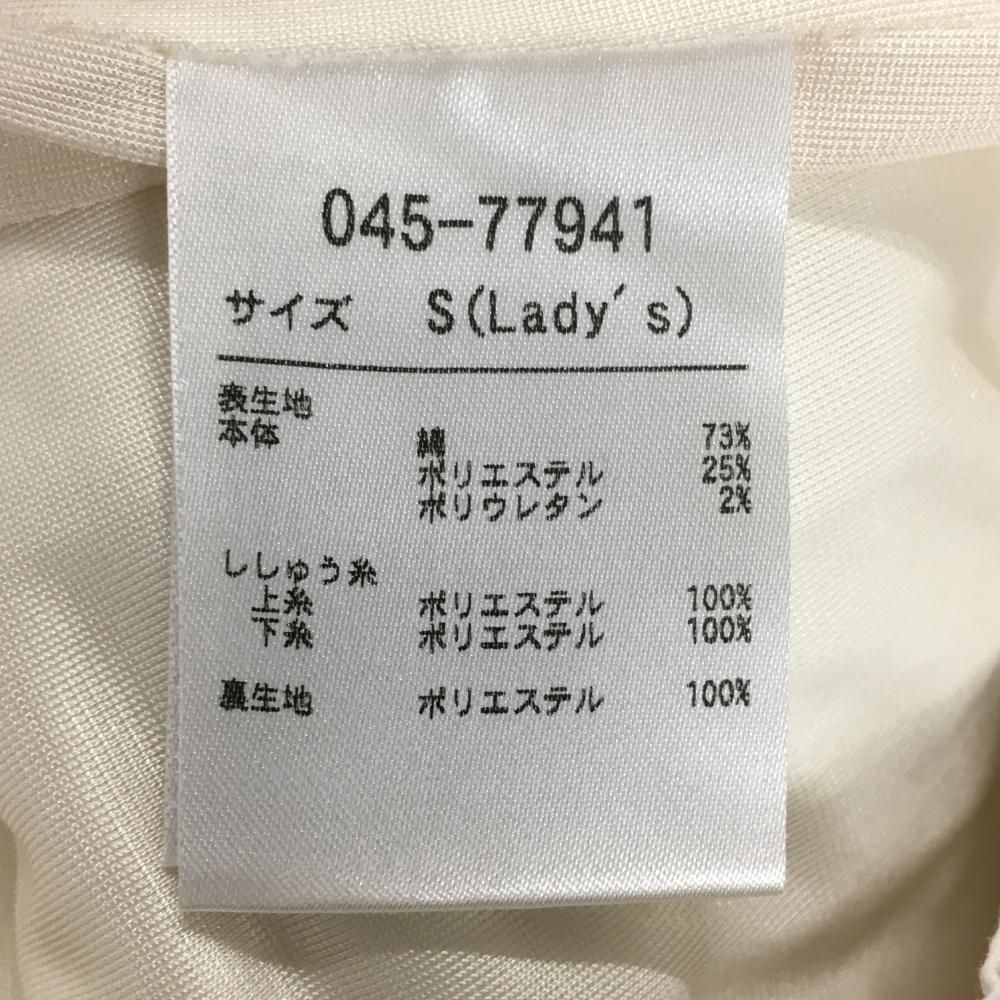 045-77941
サイズ S(Lady's)
表生地
本体 綿 73%
ポリエステル 25%
ポリウレタン 2%
ししゅう糸
上糸 ポリエステル 100%
下糸 ポリエステル 100%
裏生地 ポリエステル 100%